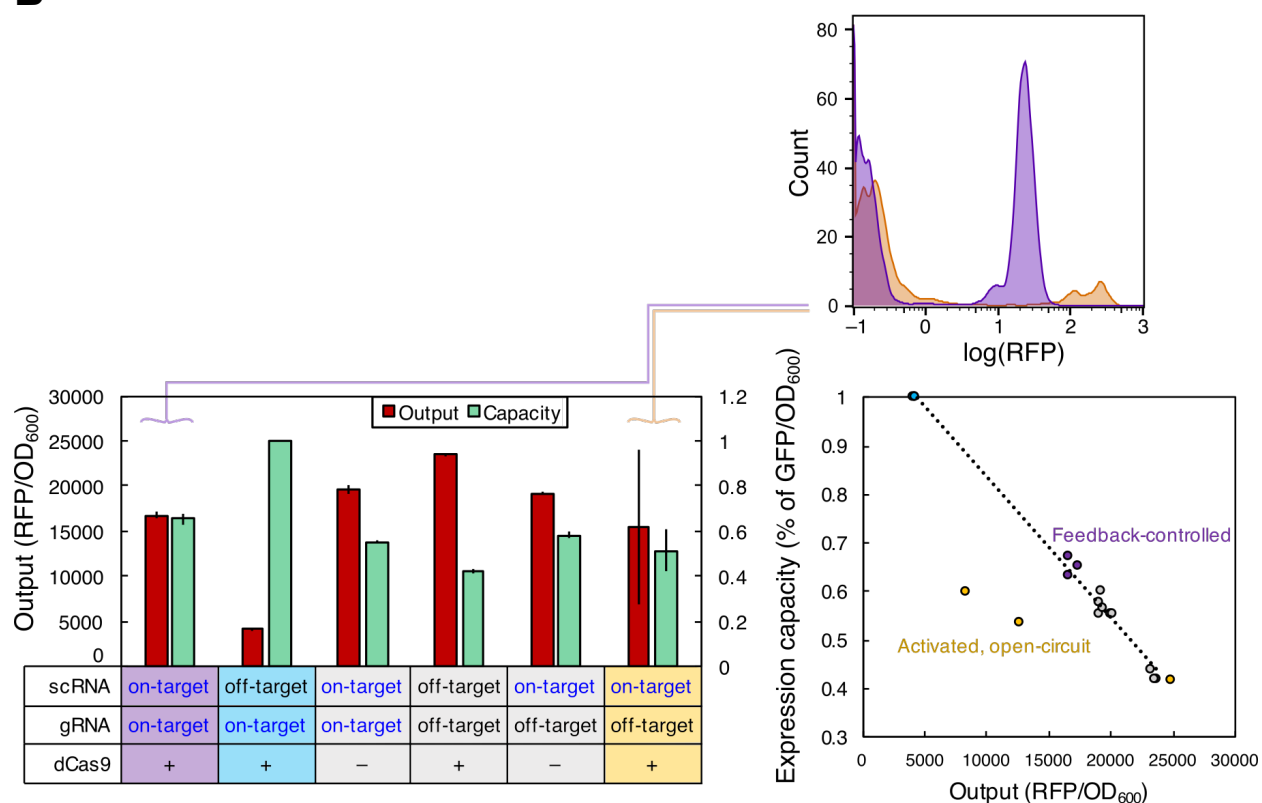 B
80
60
40
20
0
Count
−1 0 1 2 3
log(RFP)
30000
25000
20000
15000
10000
5000
0
Output (RFP/OD600)
Output Capacity
1.2
1
0.8
0.6
0.4
0.2
0
scRNA on-target off-target on-target off-target on-target on-target
gRNA on-target on-target on-target off-target off-target off-target
dCas9 + + − + − +
Expression capacity (% of GFP/OD600)
1
0.9
0.8
0.7
0.6
0.5
0.4
0.3
Feedback-controlled
Activated, open-circuit
0 5000 10000 15000 20000 25000 30000
Output (RFP/OD600)